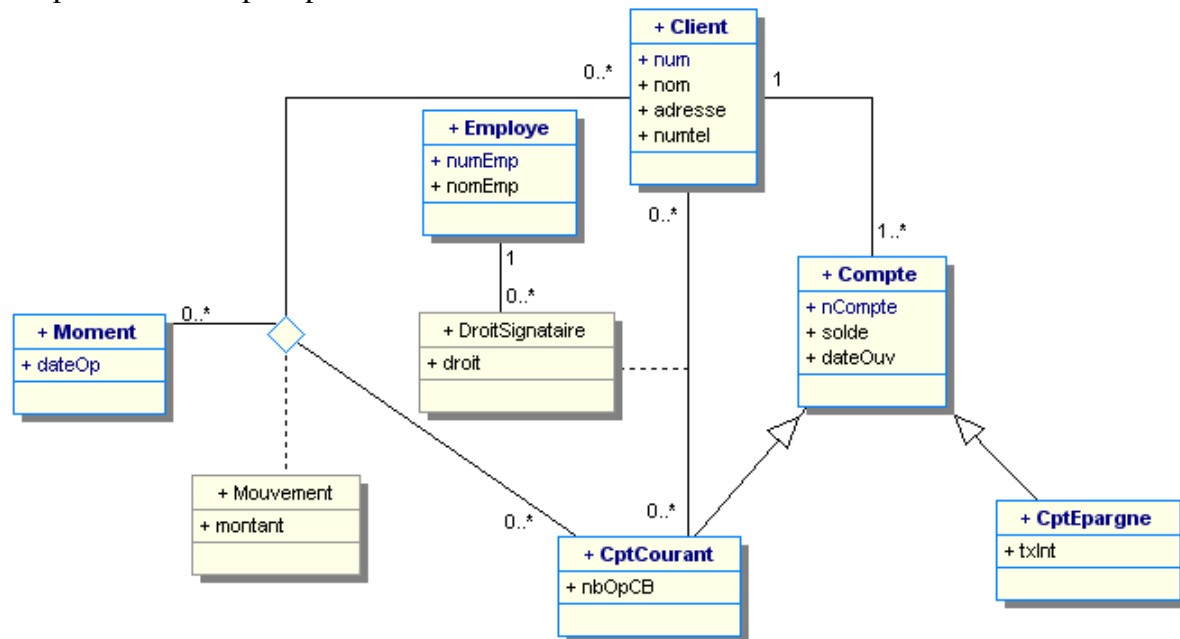 + Client
+ num
+ nom
+ adresse
+ numtel
0..*
1
+ Employe
+ numEmp
+ nomEmp
0..*
1..*
1
0..*
+ Compte
+ nCompte
+ solde
+ dateOuv
+ Moment
+ dateOp
0..*
+ DroitSignataire
+ droit
+ Mouvement
+ montant
0..*
0..*
+ CptCourant
+ nbOpCB
+ CptEpargne
+ txInt